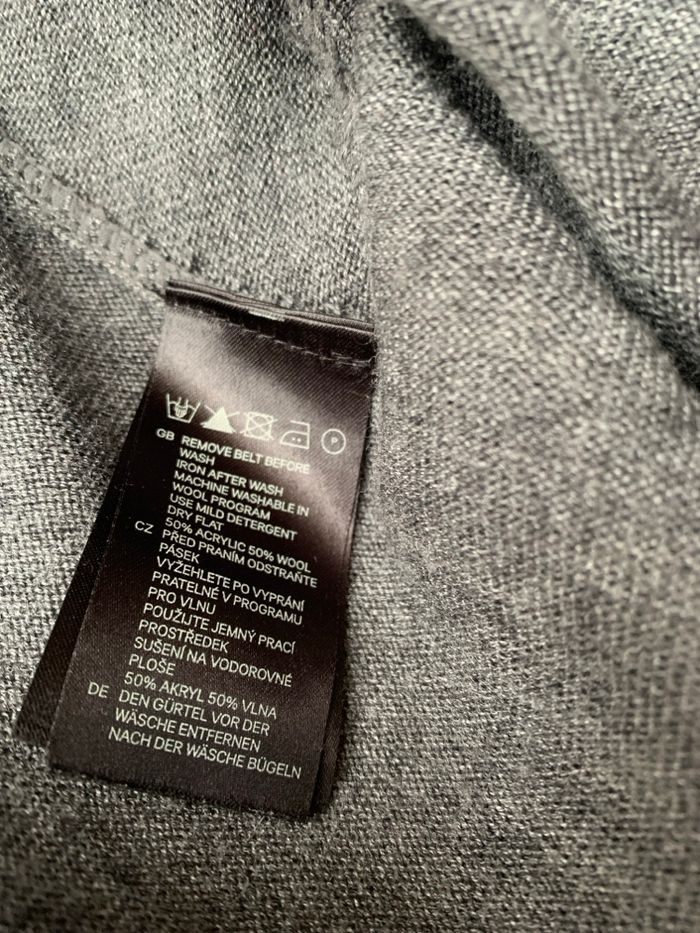 P
GB REMOVE BELT BEFORE
WASH
IRON AFTER WASH
MACHINE WASHABLE IN
WOOL PROGRAM
USE MILD DETERGENT
DRY FLAT
50% ACRYLIC 50% WOOL
CZ PŘED PRANÍM ODSTRAŇTE
PÁSEK
VYŽEHLETE PO VYPRÁNÍ
PRATELNÉ V PROGRAMU
PRO VLNU
POUŽIJTE JEMNÝ PRACÍ
PROSTŘEDEK
SUŠENÍ NA VODOROVNÉ
PLOŠE
50% AKRYL 50% VLNA
DE DEN GÜRTEL VOR DER
WÄSCHE ENTFERNEN
NACH DER WÄSCHE BÜGELN